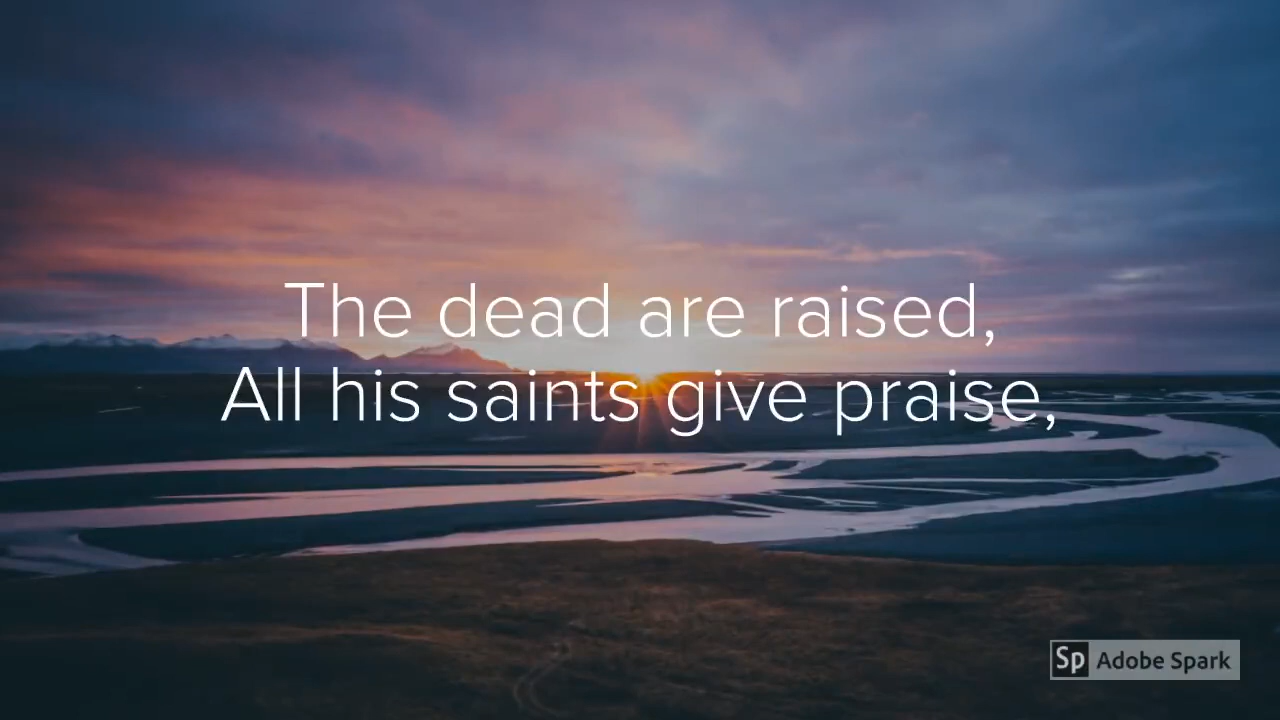 The dead are raised,
All his saints give praise,
Sp Adobe Spark